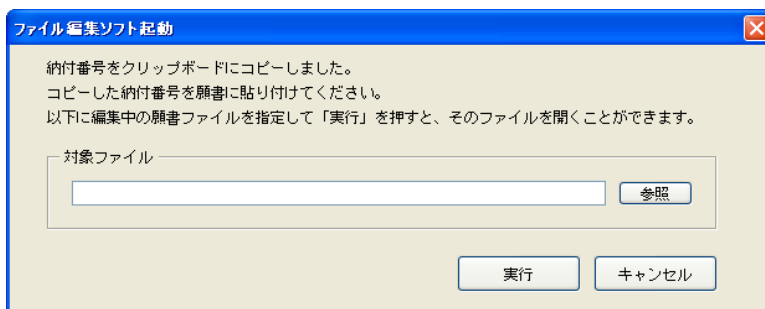 ファイル編集ソフト起動
納付番号をクリップボードにコピーしました。
コピーした納付番号を願書に貼り付けてください。
以下に編集中の願書ファイルを指定して「実行」を押すと、そのファイルを開くことができます。
対象ファイル
参照
実行
キャンセル